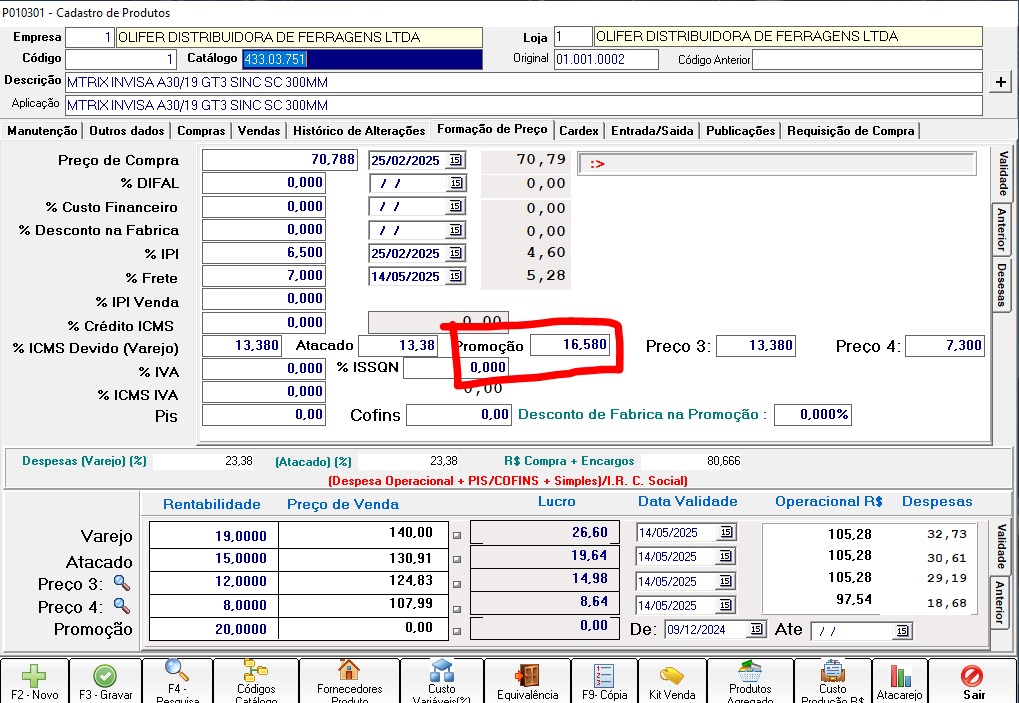 P010301 - Cadastro de Produtos
Empresa 1 OLIFER DISTRIBUIDORA DE FERRAGENS LTDA Loja 1 OLIFER DISTRIBUIDORA DE FERRAGENS LTDA
Código 1 Catálogo 433.03.751 Original 01.001.0002 Código Anterior
Descrição MTRIX INVISA A30/19 GT3 SINC SC 300MM +
Aplicação MTRIX INVISA A30/19 GT3 SINC SC 300MM
Manutenção Outros dados Compras Vendas Histórico de Alterações Formação de Preço Cardex Entrada/Saida Publicações Requisição de Compra
Preço de Compra 70,788 25/02/2025 15 70,79 :>
% DIFAL 0,000 / / 15 0,00
% Custo Financeiro 0,000 / / 15 0,00
% Desconto na Fabrica 0,000 / / 15 0,00
% IPI 6,500 25/02/2025 15 4,60
% Frete 7,000 14/05/2025 15 5,28
% IPI Venda 0,000
% Crédito ICMS 0,000 0,00
% ICMS Devido (Varejo) 13,380 Atacado 13,38 Promoção 16,580 Preço 3: 13,380 Preço 4: 7,300
% IVA 0,000 % ISSQN 0,000
% ICMS IVA 0,000 0,00
Pis 0,00 Cofins 0,00 Desconto de Fabrica na Promoção : 0,000%
Validade
Anterior
Desesas
Despesas (Varejo) (%) 23,38 (Atacado) (%) 23,38 R$ Compra + Encargos 80,666
(Despesa Operacional + PIS/COFINS + Simples)/I.R. C. Social)
Rentabilidade Preço de Venda Lucro Data Validade Operacional R$ Despesas
Varejo 19,0000 140,00 26,60 14/05/2025 15 105,28 32,73
Atacado 15,0000 130,91 19,64 14/05/2025 15 105,28 30,61
Preço 3: 12,0000 124,83 14,98 14/05/2025 15 105,28 29,19
Preço 4: 8,0000 107,99 8,64 14/05/2025 15 97,54 18,68
Promoção 20,0000 0,00 0,00 De: 09/12/2024 15 Ate / / 15
Validade
Anterior
F2 - Novo F3 - Gravar F4 - Pesquisa Códigos Catálogo Fornecedores Produto Custo Variáveis(%) Equivalência F9- Cópia Kit Venda Produtos Agregado Custo Produção R$ Atacarejo Sair